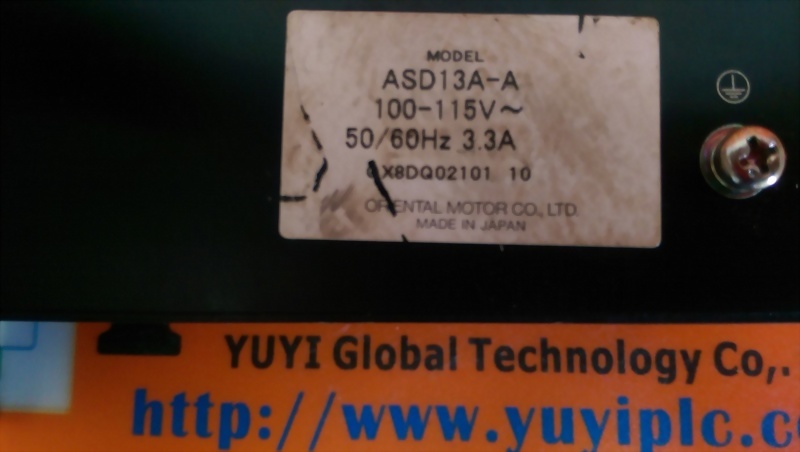 MODEL
ASD13A-A
100-115V~
50/60Hz 3.3A
X8DQ02101 10
ORIENTAL MOTOR CO., LTD.
MADE IN JAPAN
YUYI Global Technology Co,.
http://www.yuyiplc.c